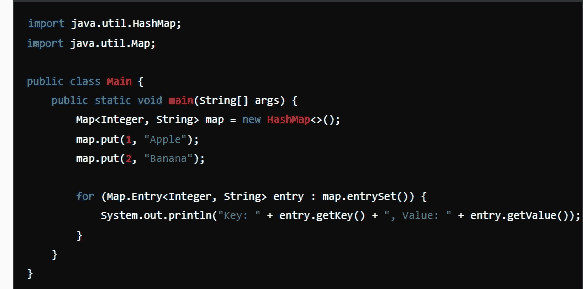 import java.util.HashMap;
import java.util.Map;
public class Main {
public static void main(String[] args) {
Map<Integer, String> map = new HashMap<>();
map.put(1, "Apple");
map.put(2, "Banana");
for (Map.Entry<Integer, String> entry : map.entrySet()) {
System.out.println("Key: " + entry.getKey() + ", Value: " + entry.getValue());
}
}
}